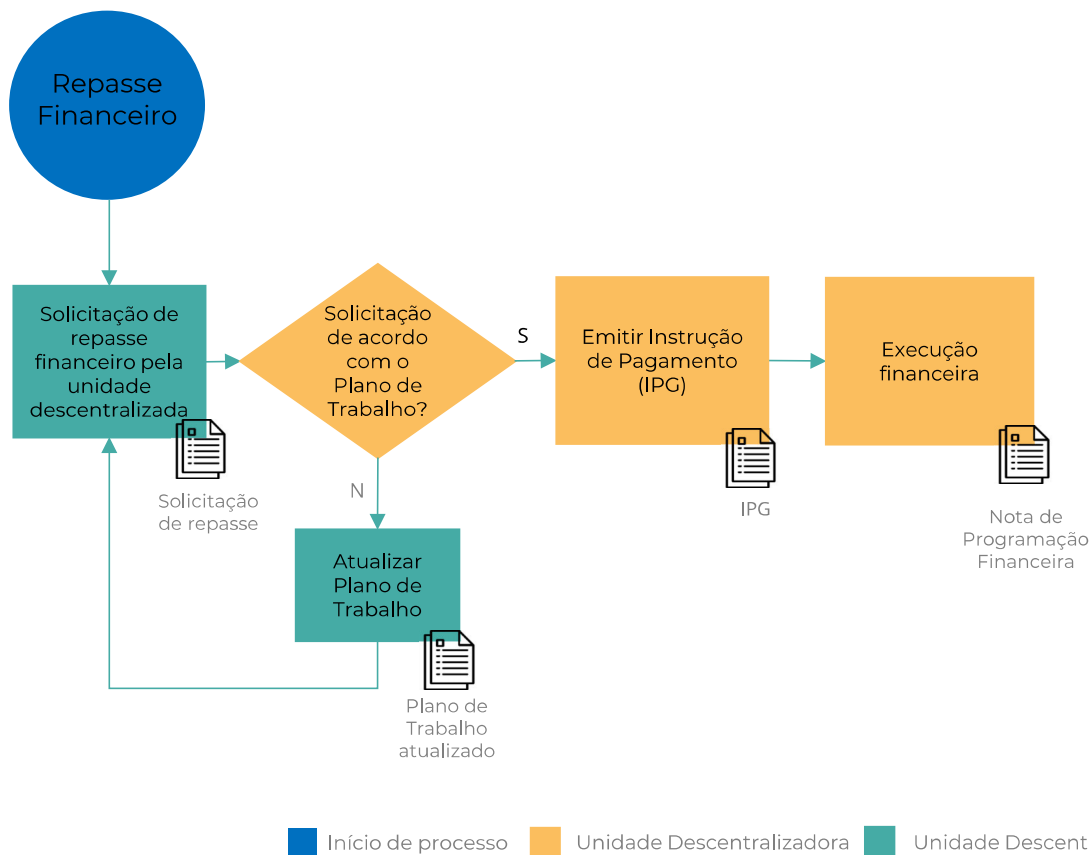 Repasse
Financeiro
Solicitação de
repasse
financeiro pela
unidade
descentralizada
Solicitação
de repasse
Solicitação
de acordo
com o
Plano de
Trabalho?
S
N
Emitir Instrução
de Pagamento
(IPG)
IPG
Execução
financeira
Nota de
Programação
Financeira
Atualizar
Plano de
Trabalho
Plano de
Trabalho
atualizado
Início de processo
Unidade Descentralizadora
Unidade Descent